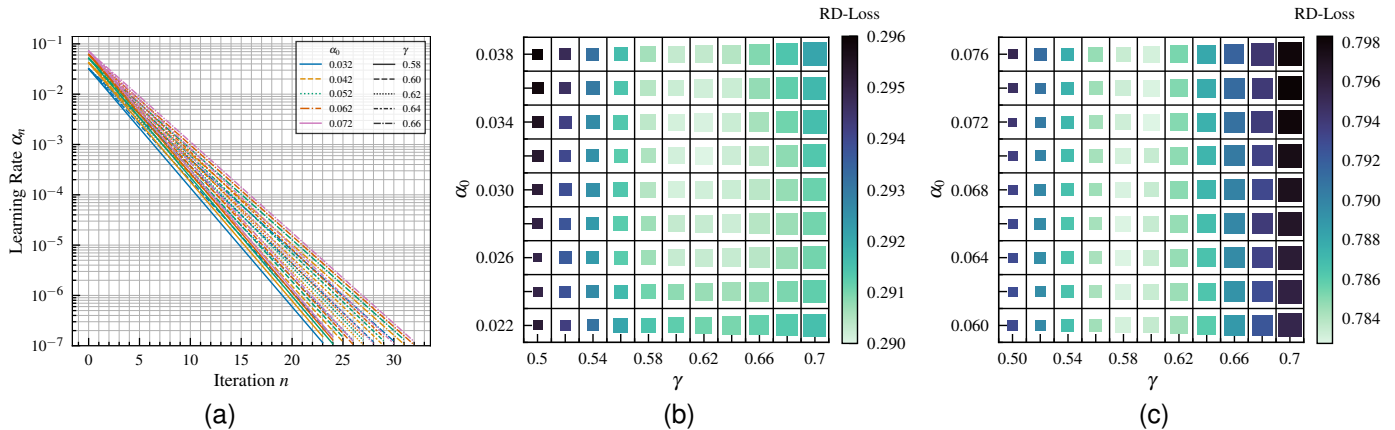 10⁻¹
10⁻²
10⁻³
10⁻⁴
10⁻⁵
10⁻⁶
10⁻⁷
Learning Rate αₙ
0 5 10 15 20 25 30
Iteration n
α₀ γ
0.032 0.58
0.042 0.60
0.052 0.62
0.062 0.64
0.072 0.66
(a)
RD-Loss
0.038
0.034
0.030
0.026
0.022
α₀
0.5 0.54 0.58 0.62 0.66 0.7
γ
0.296
0.295
0.294
0.293
0.292
0.291
0.290
(b)
RD-Loss
0.076
0.072
0.068
0.064
0.060
α₀
0.50 0.54 0.58 0.62 0.66 0.7
γ
0.798
0.796
0.794
0.792
0.790
0.788
0.786
0.784
(c)